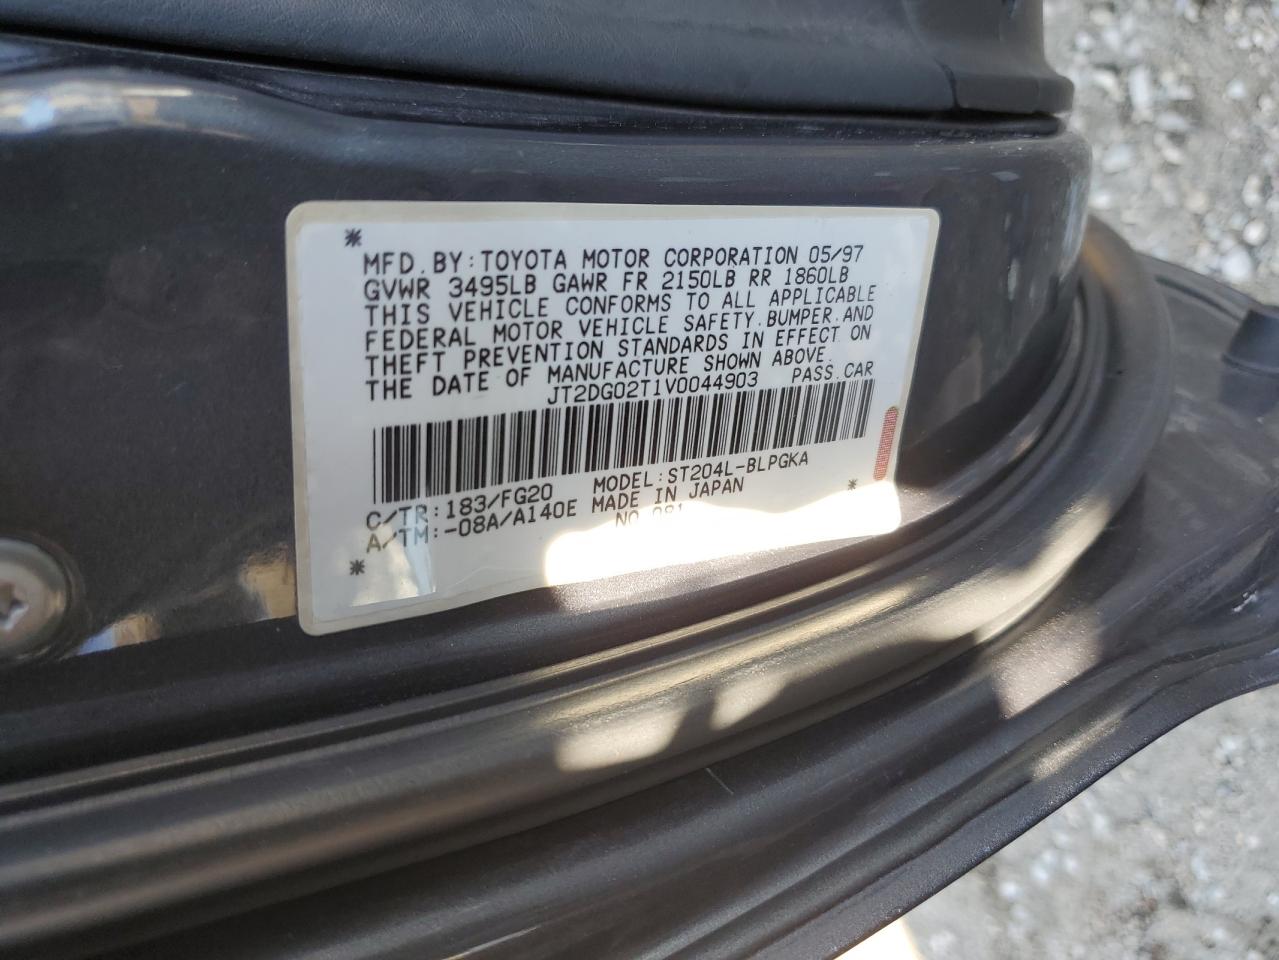 *
MFD. BY: TOYOTA MOTOR CORPORATION 05/97
GVWR 3495LB GAWR FR 2150LB RR 1860LB
THIS VEHICLE CONFORMS TO ALL APPLICABLE
FEDERAL MOTOR VEHICLE SAFETY, BUMPER, AND
THEFT PREVENTION STANDARDS IN EFFECT ON
THE DATE OF MANUFACTURE SHOWN ABOVE.
JT2DG02T1V0044903 PASS. CAR
C/TR: 183/FG20 MODEL: ST204L-BLPGKA
A/TM: -08A/A140E MADE IN JAPAN *
* NO.